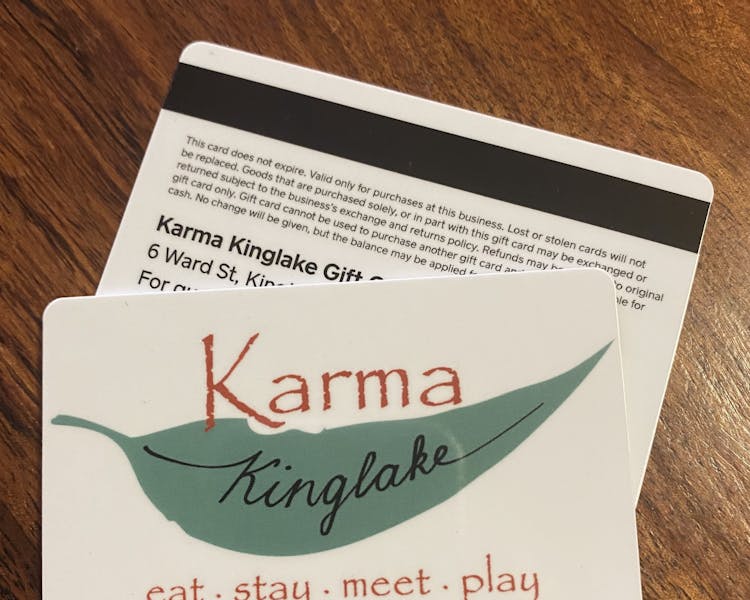 This card does not expire. Valid only for purchases at this business. Lost or stolen cards will not
be replaced. Goods that are purchased solely, or in part with this gift card may be exchanged or
returned subject to the business's exchange and returns policy. Refunds may to original
gift card only. Gift card cannot be used to purchase another gift card for
cash. No change will be given, but the balance may be applied
Karma Kinglake Gift
6 Ward St,
For
Karma
Kinglake
eat · stay · meet · play